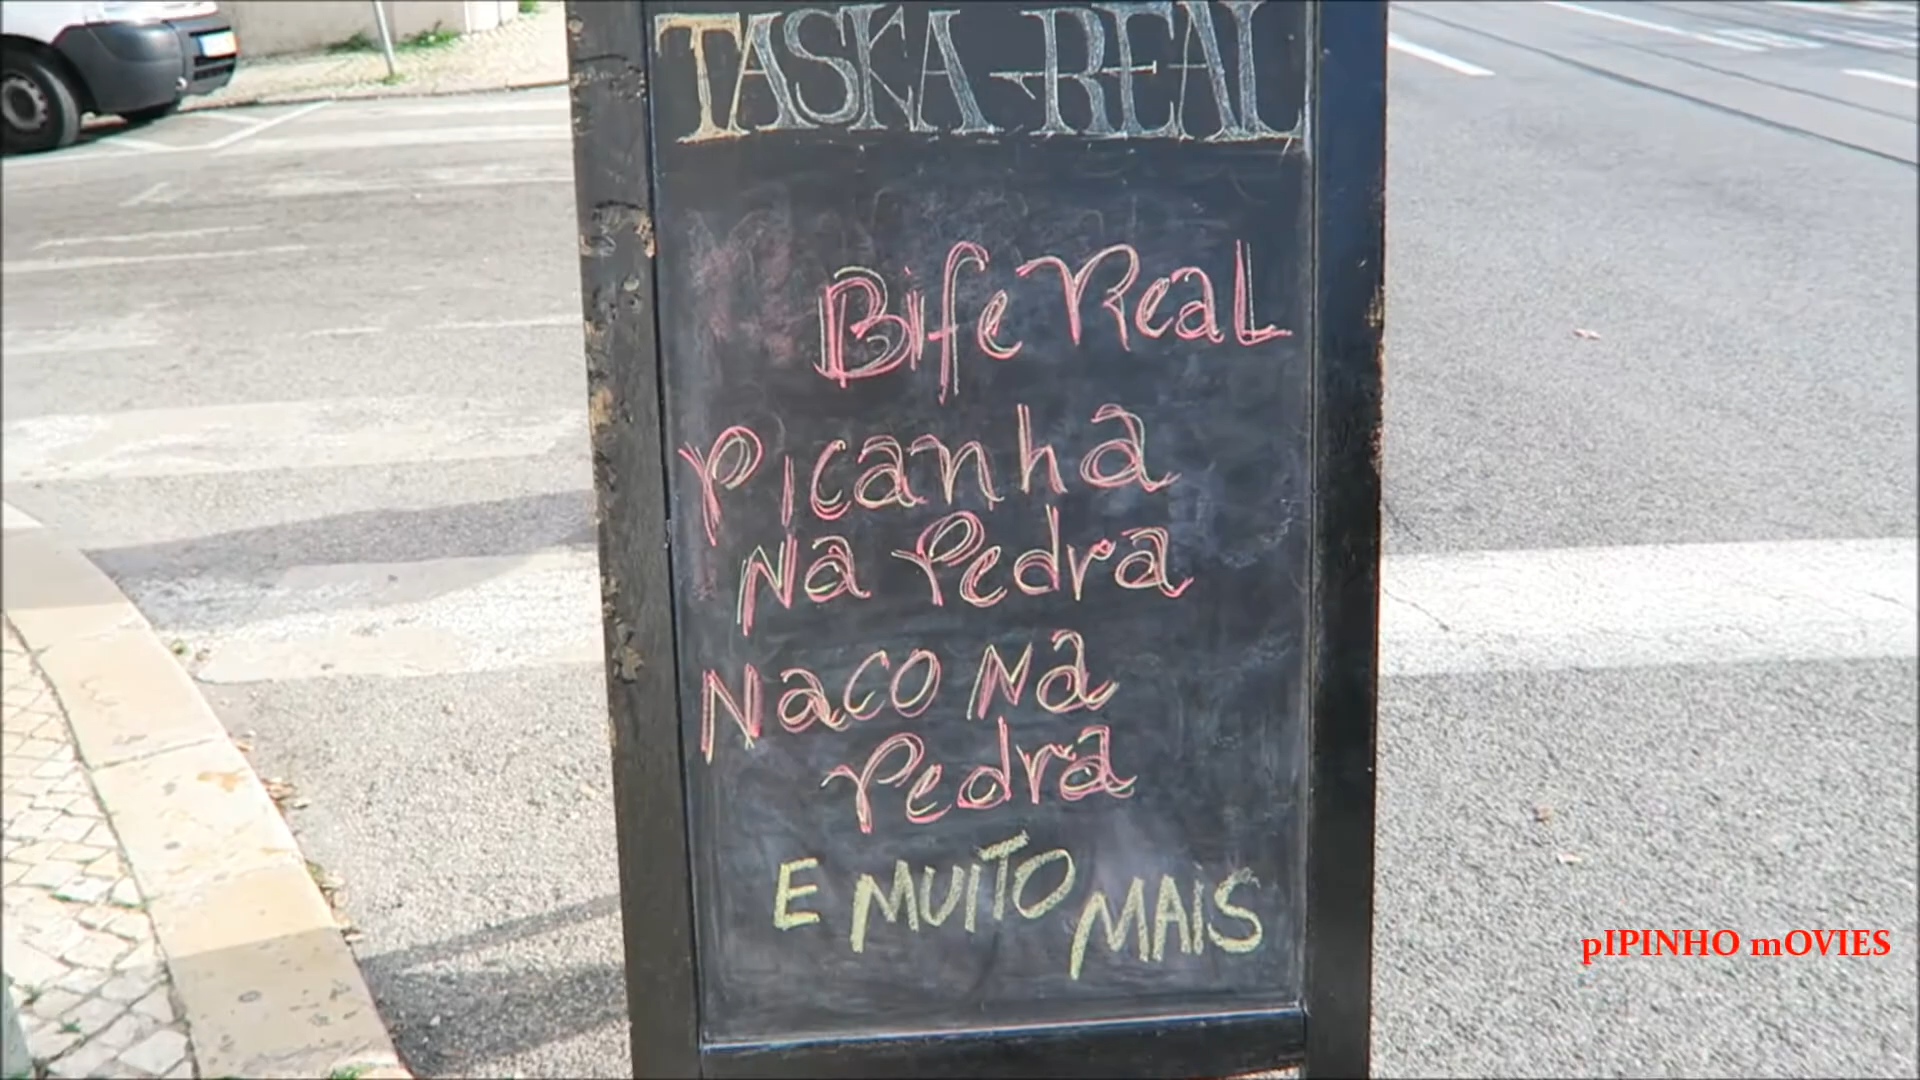 TASKA-REAL
Bife Real
Picanha
Na Pedra
Naco Na
Pedra
E MUITO MAIS
pIPINHO mOVIES